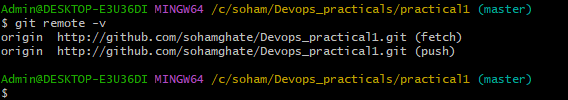 Admin@DESKTOP-E3U36DI MINGW64 /c/soham/Devops_practicals/practical1 (master)
$ git remote -v
origin  http://github.com/sohamghate/Devops_practical1.git (fetch)
origin  http://github.com/sohamghate/Devops_practical1.git (push)
Admin@DESKTOP-E3U36DI MINGW64 /c/soham/Devops_practicals/practical1 (master)
$